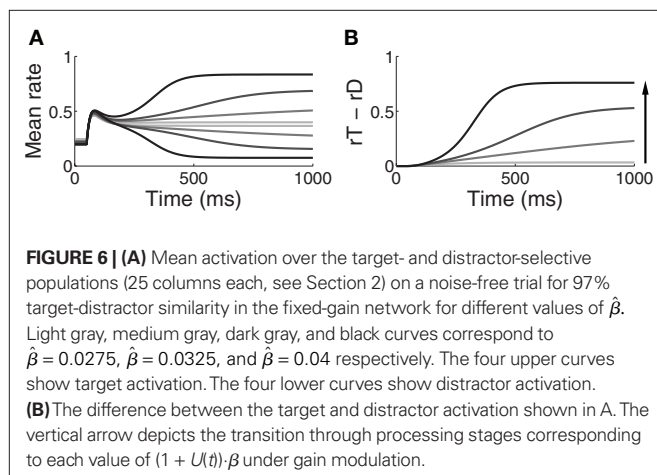 A
B
1
0.5
0
Mean rate
0
500
1000
Time (ms)
1
0.5
0
rT – rD
0
500
1000
Time (ms)
FIGURE 6 | (A) Mean activation over the target- and distractor-selective
populations (25 columns each, see Section 2) on a noise-free trial for 97%
target-distractor similarity in the fixed-gain network for different values of β̂.
Light gray, medium gray, dark gray, and black curves correspond to
β̂ = 0.0275, β̂ = 0.0325, and β̂ = 0.04 respectively. The four upper curves
show target activation. The four lower curves show distractor activation.
(B) The difference between the target and distractor activation shown in A. The
vertical arrow depicts the transition through processing stages corresponding
to each value of (1 + U(t))·β under gain modulation.